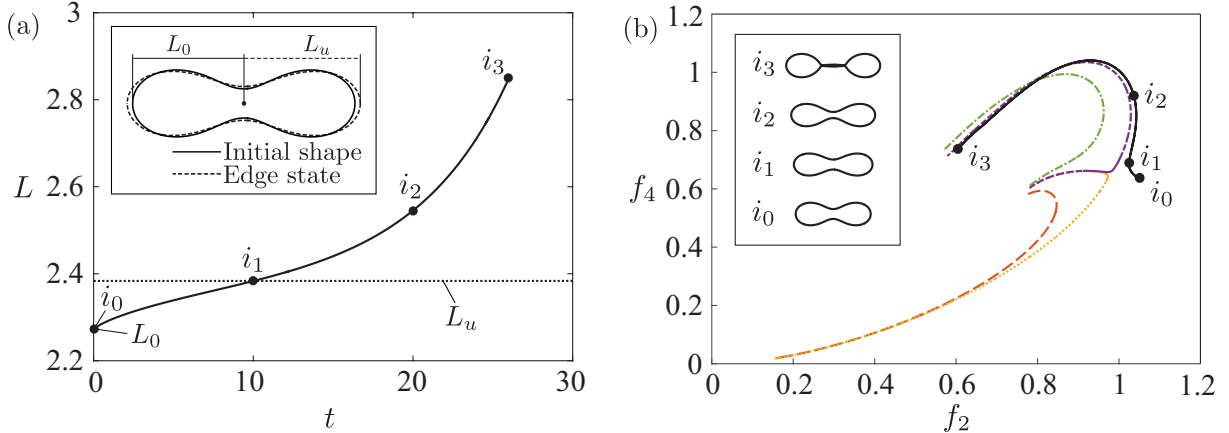 (a)
3
2.8
2.6
2.4
2.2
L
0
10
20
30
t
L₀
Lᵤ
Initial shape
Edge state
i₀
L₀
i₁
i₂
i₃
Lᵤ
(b)
1.2
1
0.8
0.6
0.4
0.2
0
f₄
0
0.2
0.4
0.6
0.8
1
1.2
f₂
i₃
i₂
i₁
i₀
i₂
i₁
i₀
i₃